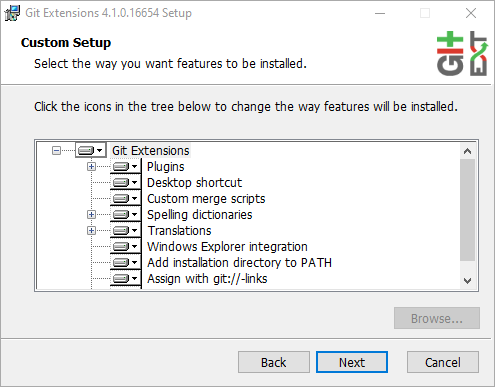 Git Extensions 4.1.0.16654 Setup
Custom Setup
Select the way you want features to be installed.
Git
EXT
Click the icons in the tree below to change the way features will be installed.
Git Extensions
Plugins
Desktop shortcut
Custom merge scripts
Spelling dictionaries
Translations
Windows Explorer integration
Add installation directory to PATH
Assign with git://-links
Browse...
Back
Next
Cancel